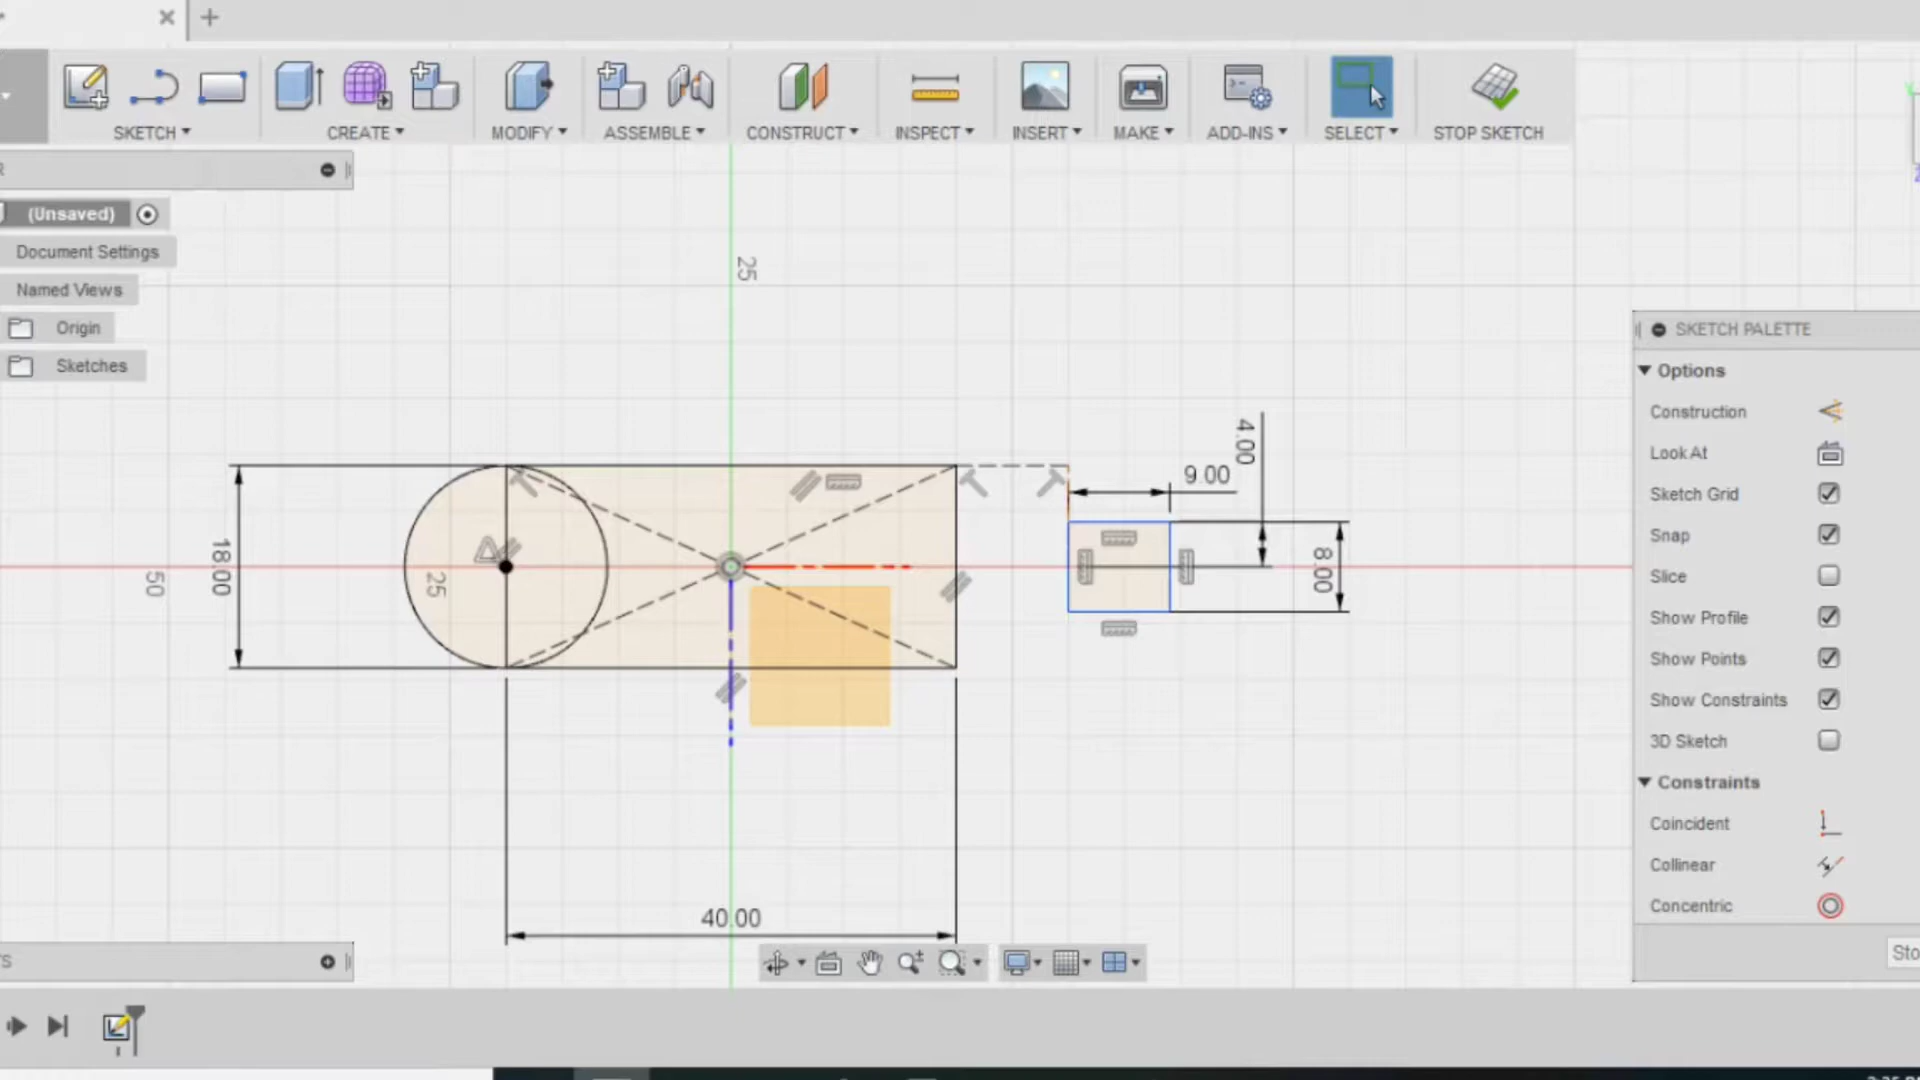 SKETCH
CREATE
MODIFY
ASSEMBLE
CONSTRUCT
INSPECT
INSERT
MAKE
ADD-INS
SELECT
STOP SKETCH
(Unsaved)
Document Settings
Named Views
Origin
Sketches
25
50
18.00
25
40.00
9.00
4.00
8.00
SKETCH PALETTE
Options
Construction
Look At
Sketch Grid
Snap
Slice
Show Profile
Show Points
Show Constraints
3D Sketch
Constraints
Coincident
Collinear
Concentric
Sto